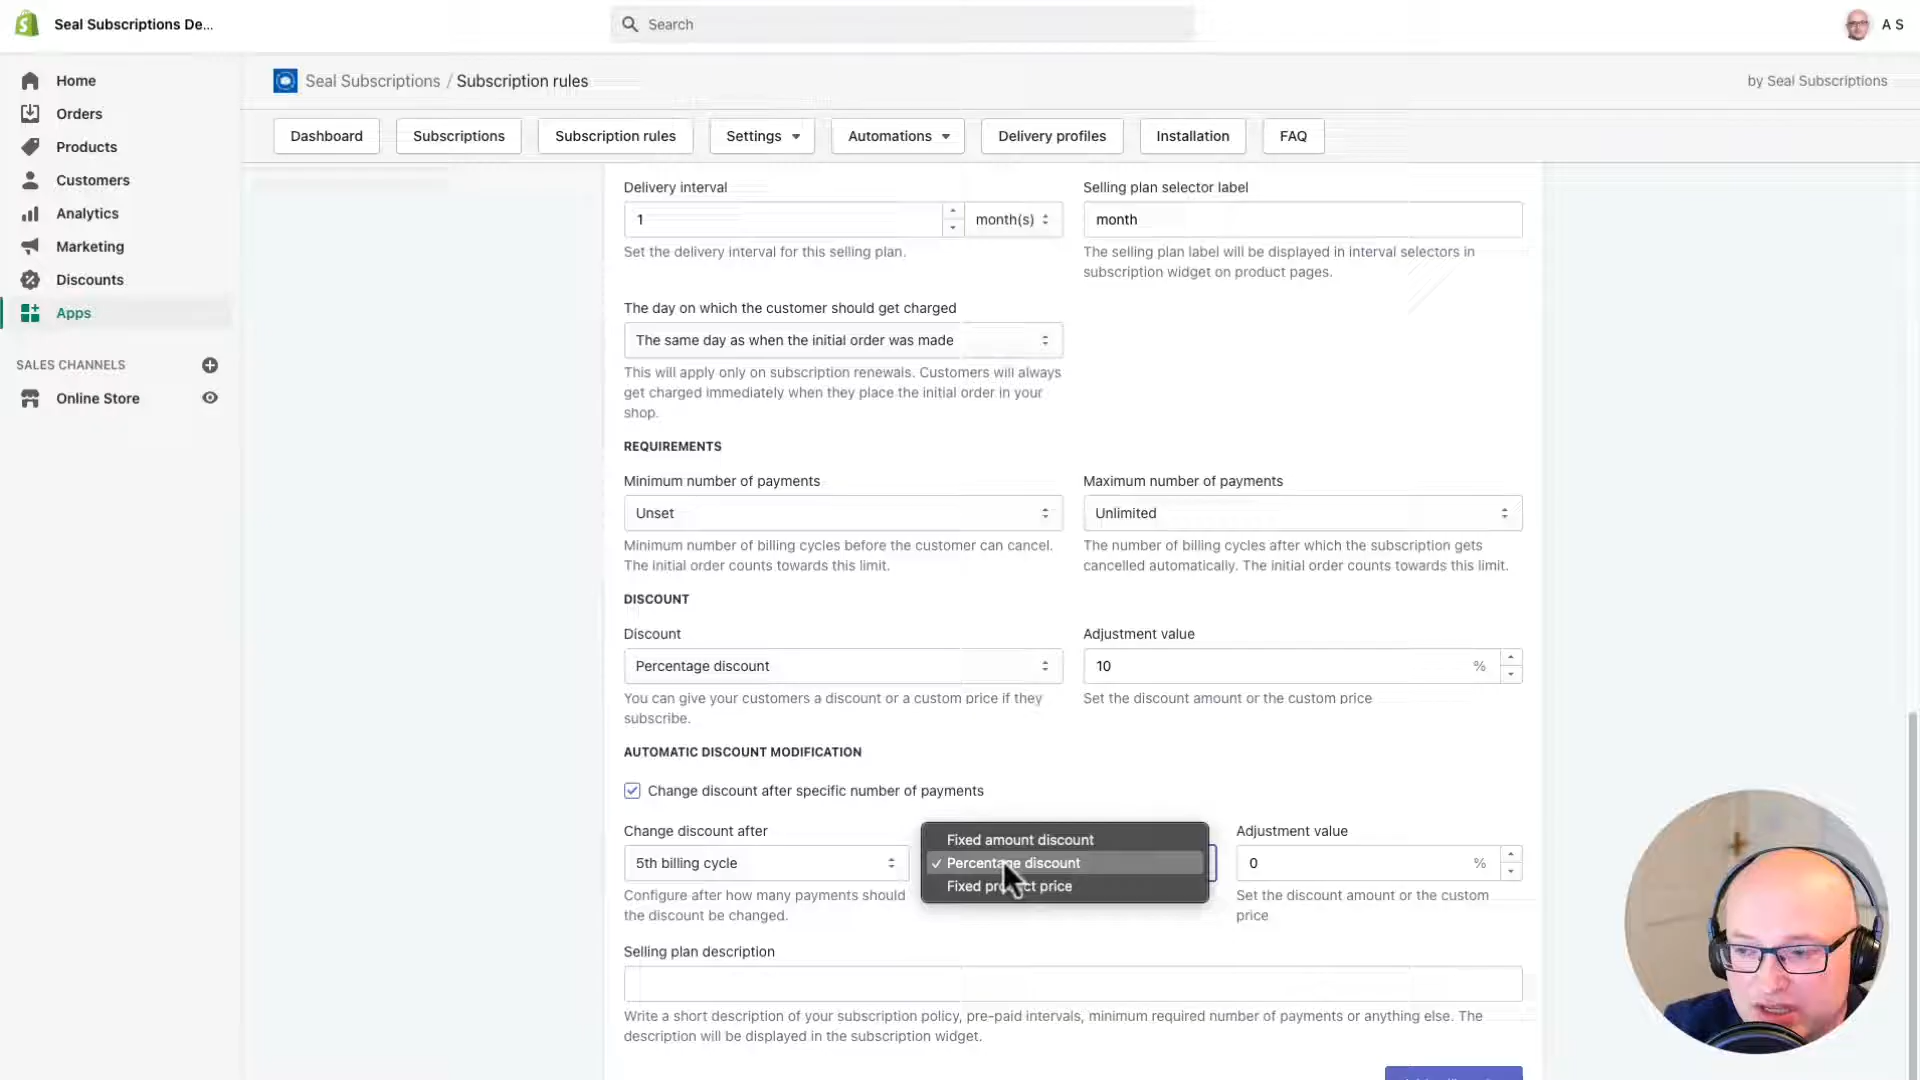 Seal Subscriptions De...
Search
A S
Home
Orders
Products
Customers
Analytics
Marketing
Discounts
Apps
SALES CHANNELS
Online Store
Seal Subscriptions / Subscription rules
by Seal Subscriptions
Dashboard
Subscriptions
Subscription rules
Settings
Automations
Delivery profiles
Installation
FAQ
Delivery interval
1
month(s)
Set the delivery interval for this selling plan.
Selling plan selector label
month
The selling plan label will be displayed in interval selectors in
subscription widget on product pages.
The day on which the customer should get charged
The same day as when the initial order was made
This will apply only on subscription renewals. Customers will always
get charged immediately when they place the initial order in your
shop.
REQUIREMENTS
Minimum number of payments
Unset
Minimum number of billing cycles before the customer can cancel.
The initial order counts towards this limit.
Maximum number of payments
Unlimited
The number of billing cycles after which the subscription gets
cancelled automatically. The initial order counts towards this limit.
DISCOUNT
Discount
Percentage discount
You can give your customers a discount or a custom price if they
subscribe.
Adjustment value
10
%
Set the discount amount or the custom price
AUTOMATIC DISCOUNT MODIFICATION
Change discount after specific number of payments
Change discount after
5th billing cycle
Configure after how many payments should
the discount be changed.
Fixed amount discount
Percentage discount
Fixed product price
Adjustment value
0
%
Set the discount amount or the custom
price
Selling plan description
Write a short description of your subscription policy, pre-paid intervals, minimum required number of payments or anything else. The
description will be displayed in the subscription widget.